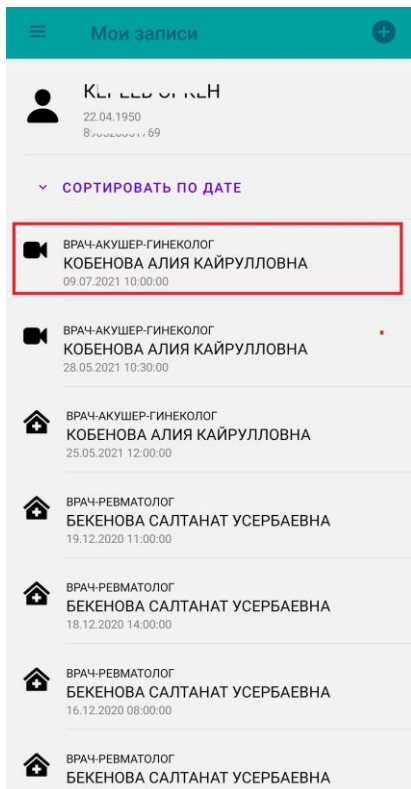 Мои записи
22.04.1950
СОРТИРОВАТЬ ПО ДАТЕ
ВРАЧ-АКУШЕР-ГИНЕКОЛОГ
КОБЕНОВА АЛИЯ КАЙРУЛЛОВНА
09.07.2021 10:00:00
ВРАЧ-АКУШЕР-ГИНЕКОЛОГ
КОБЕНОВА АЛИЯ КАЙРУЛЛОВНА
28.05.2021 10:30:00
ВРАЧ-АКУШЕР-ГИНЕКОЛОГ
КОБЕНОВА АЛИЯ КАЙРУЛЛОВНА
25.05.2021 12:00:00
ВРАЧ-РЕВМАТОЛОГ
БЕКЕНОВА САЛТАНАТ УСЕРБАЕВНА
19.12.2020 11:00:00
ВРАЧ-РЕВМАТОЛОГ
БЕКЕНОВА САЛТАНАТ УСЕРБАЕВНА
18.12.2020 14:00:00
ВРАЧ-РЕВМАТОЛОГ
БЕКЕНОВА САЛТАНАТ УСЕРБАЕВНА
16.12.2020 08:00:00
ВРАЧ-РЕВМАТОЛОГ
БЕКЕНОВА САЛТАНАТ УСЕРБАЕВНА